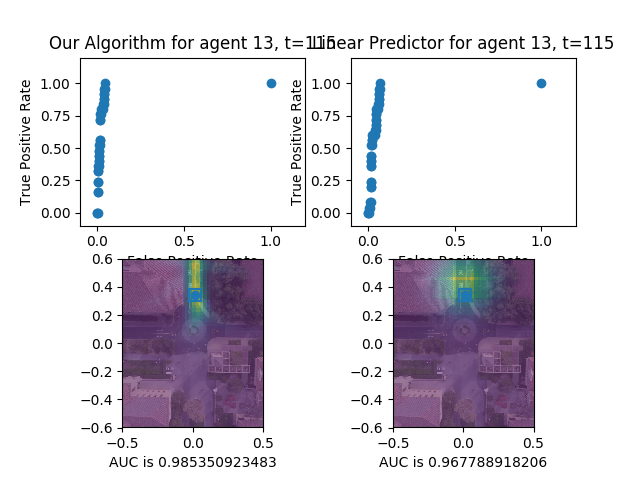 Our Algorithm for agent 13, t=115
Linear Predictor for agent 13, t=115
True Positive Rate
1.00
0.75
0.50
0.25
0.00
0.0 0.5 1.0
False Positive Rate
True Positive Rate
1.00
0.75
0.50
0.25
0.00
0.0 0.5 1.0
False Positive Rate
0.6
0.4
0.2
0.0
−0.2
−0.4
−0.6
−0.5 0.0 0.5
AUC is 0.985350923483
0.6
0.4
0.2
0.0
−0.2
−0.4
−0.6
−0.5 0.0 0.5
AUC is 0.967788918206